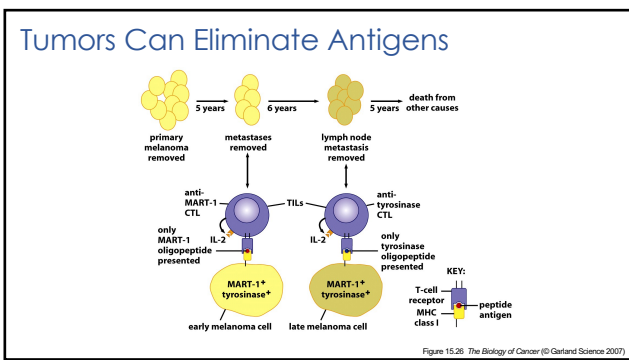 Tumors Can Eliminate Antigens
5 years
6 years
5 years
death from
other causes
primary
melanoma
removed
metastases
removed
lymph node
metastasis
removed
anti-
MART-1
CTL
TILs
anti-
tyrosinase
CTL
IL-2
IL-2
only
MART-1
oligopeptide
presented
only
tyrosinase
oligopeptide
presented
MART-1+
tyrosinase+
MART-1+
tyrosinase+
early melanoma cell
late melanoma cell
KEY:
T-cell
receptor
MHC
class I
peptide
antigen
Figure 15.26 The Biology of Cancer (© Garland Science 2007)